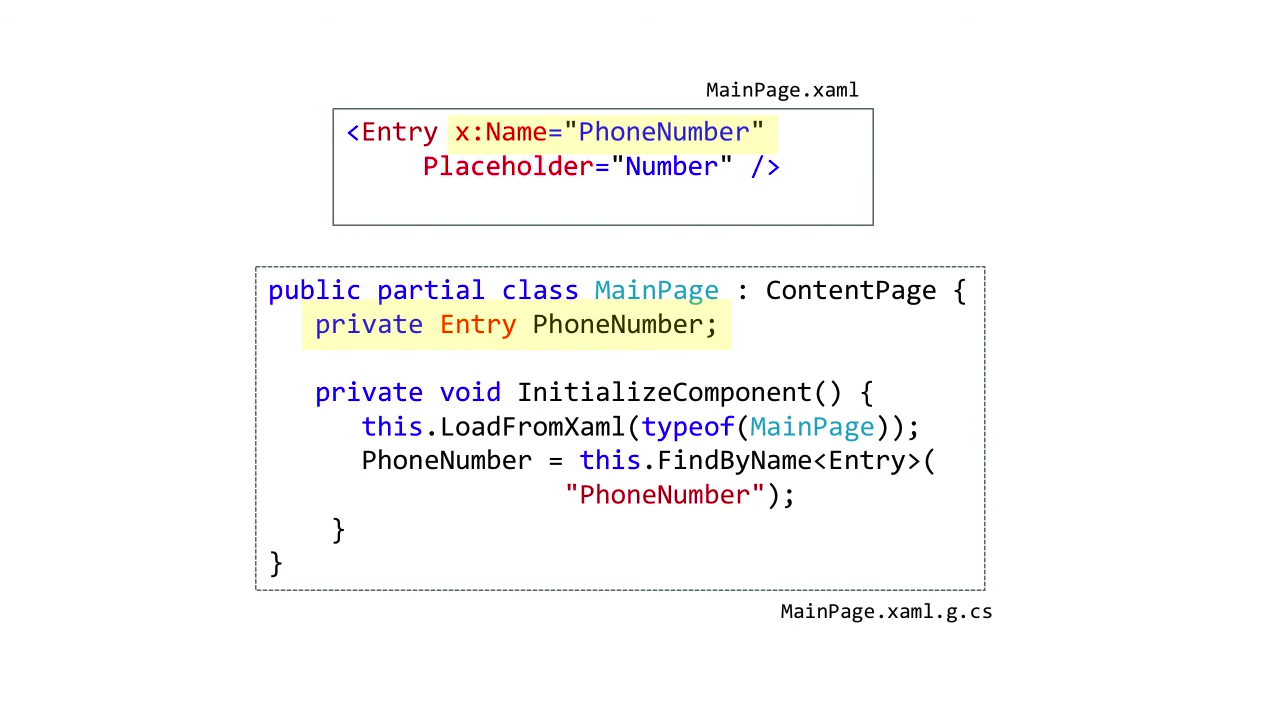 MainPage.xaml
<Entry x:Name="PhoneNumber"
Placeholder="Number" />
public partial class MainPage : ContentPage {
private Entry PhoneNumber;
private void InitializeComponent() {
this.LoadFromXaml(typeof(MainPage));
PhoneNumber = this.FindByName<Entry>(
"PhoneNumber");
}
}
MainPage.xaml.g.cs